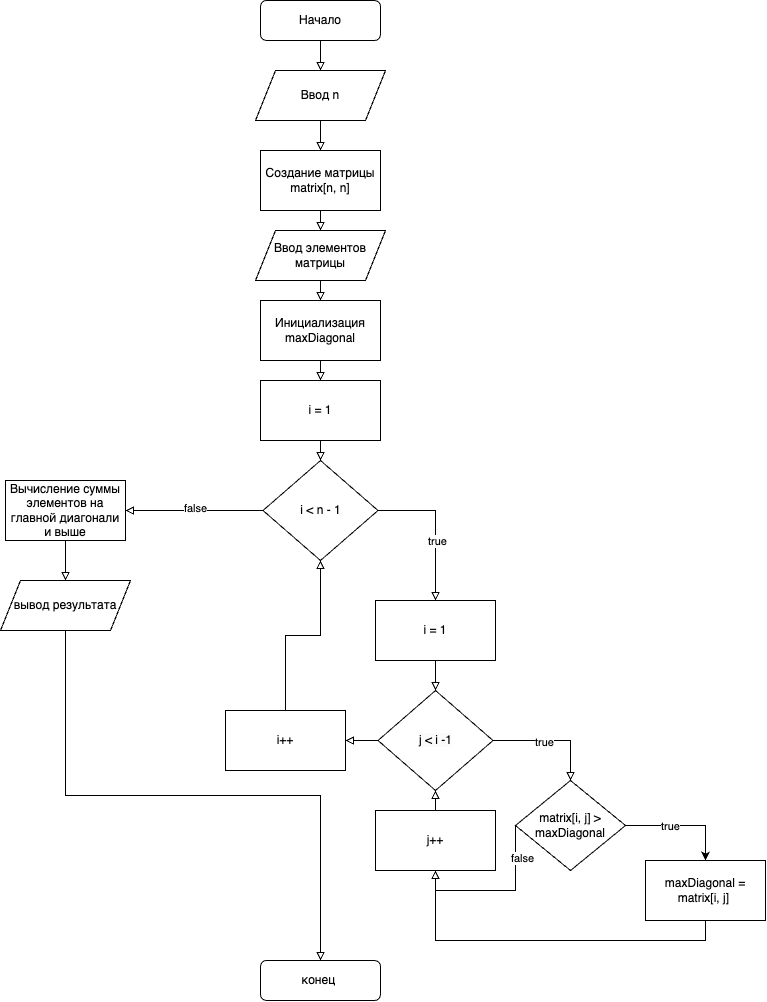 Начало
Ввод n
Создание матрицы
matrix[n, n]
Ввод элементов
матрицы
Инициализация
maxDiagonal
i = 1
i < n - 1
false
true
Вычисление суммы
элементов на
главной диагонали
и выше
вывод результата
i = 1
j < i -1
true
i++
matrix[i, j] >
maxDiagonal
true
false
j++
maxDiagonal =
matrix[i, j]
конец